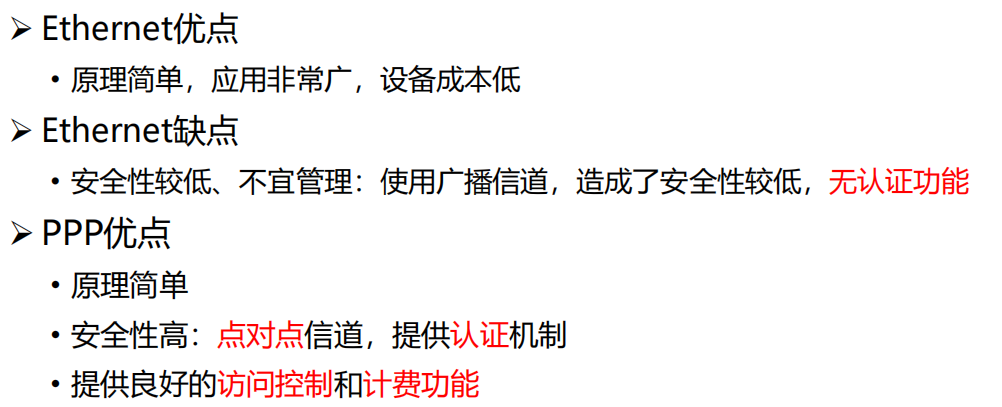 ➢ Ethernet优点
• 原理简单，应用非常广，设备成本低
➢ Ethernet缺点
• 安全性较低、不宜管理：使用广播信道，造成了安全性较低，无认证功能
➢ PPP优点
• 原理简单
• 安全性高：点对点信道，提供认证机制
• 提供良好的访问控制和计费功能